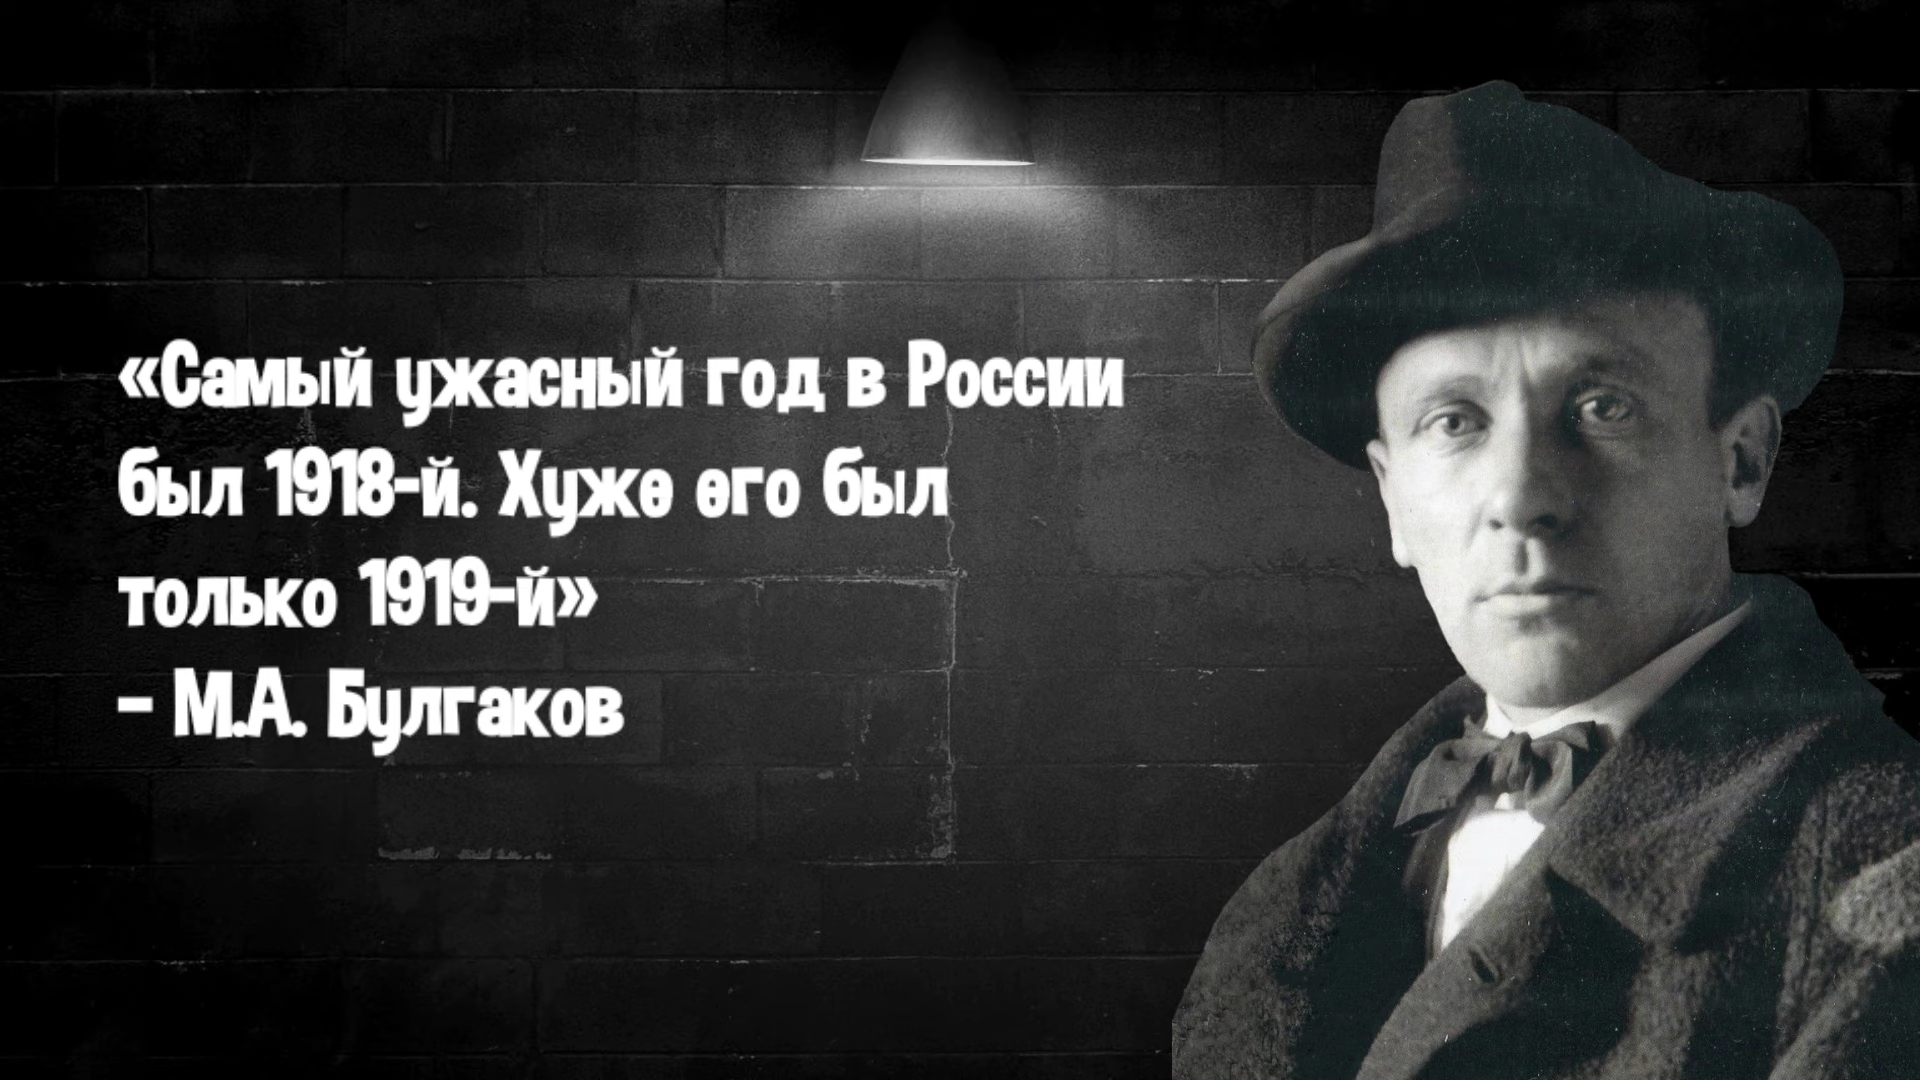 «Самый ужасный год в России
был 1918-й. Хуже его был
только 1919-й»
- М.А. Булгаков